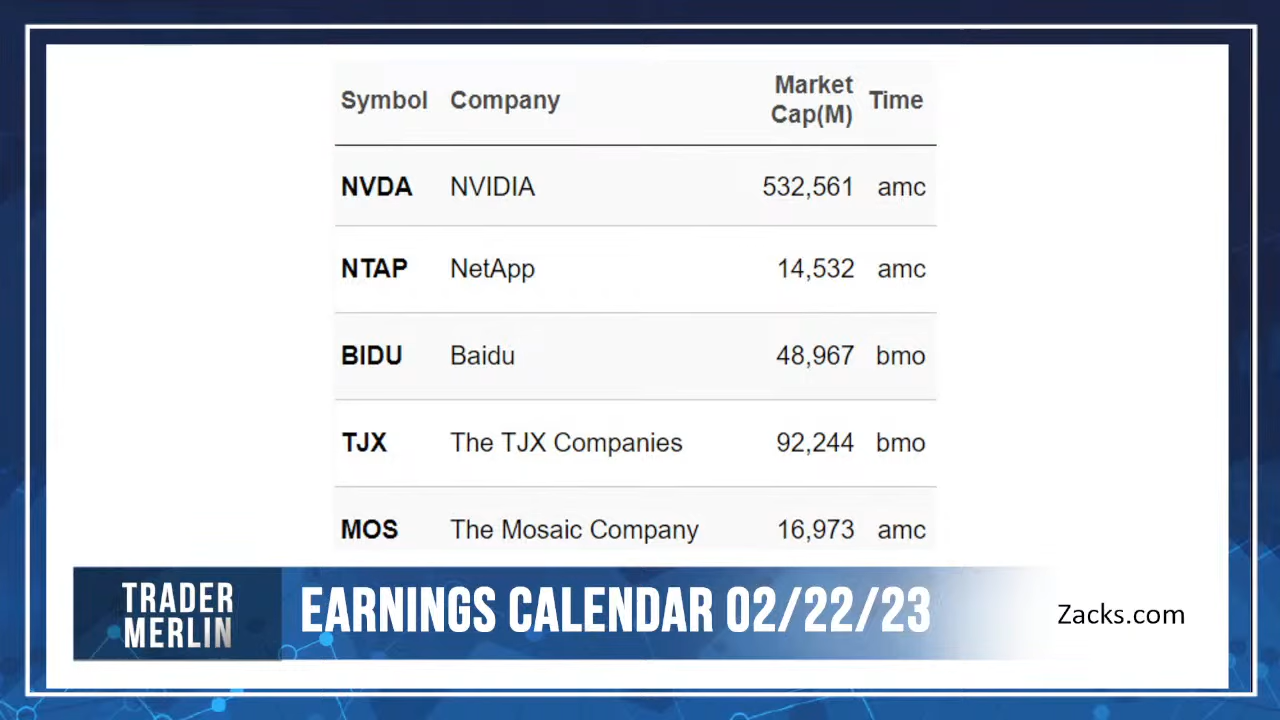 Symbol Company Market Cap(M) Time
NVDA NVIDIA 532,561 amc
NTAP NetApp 14,532 amc
BIDU Baidu 48,967 bmo
TJX The TJX Companies 92,244 bmo
MOS The Mosaic Company 16,973 amc
TRADER
MERLIN
EARNINGS CALENDAR 02/22/23
Zacks.com